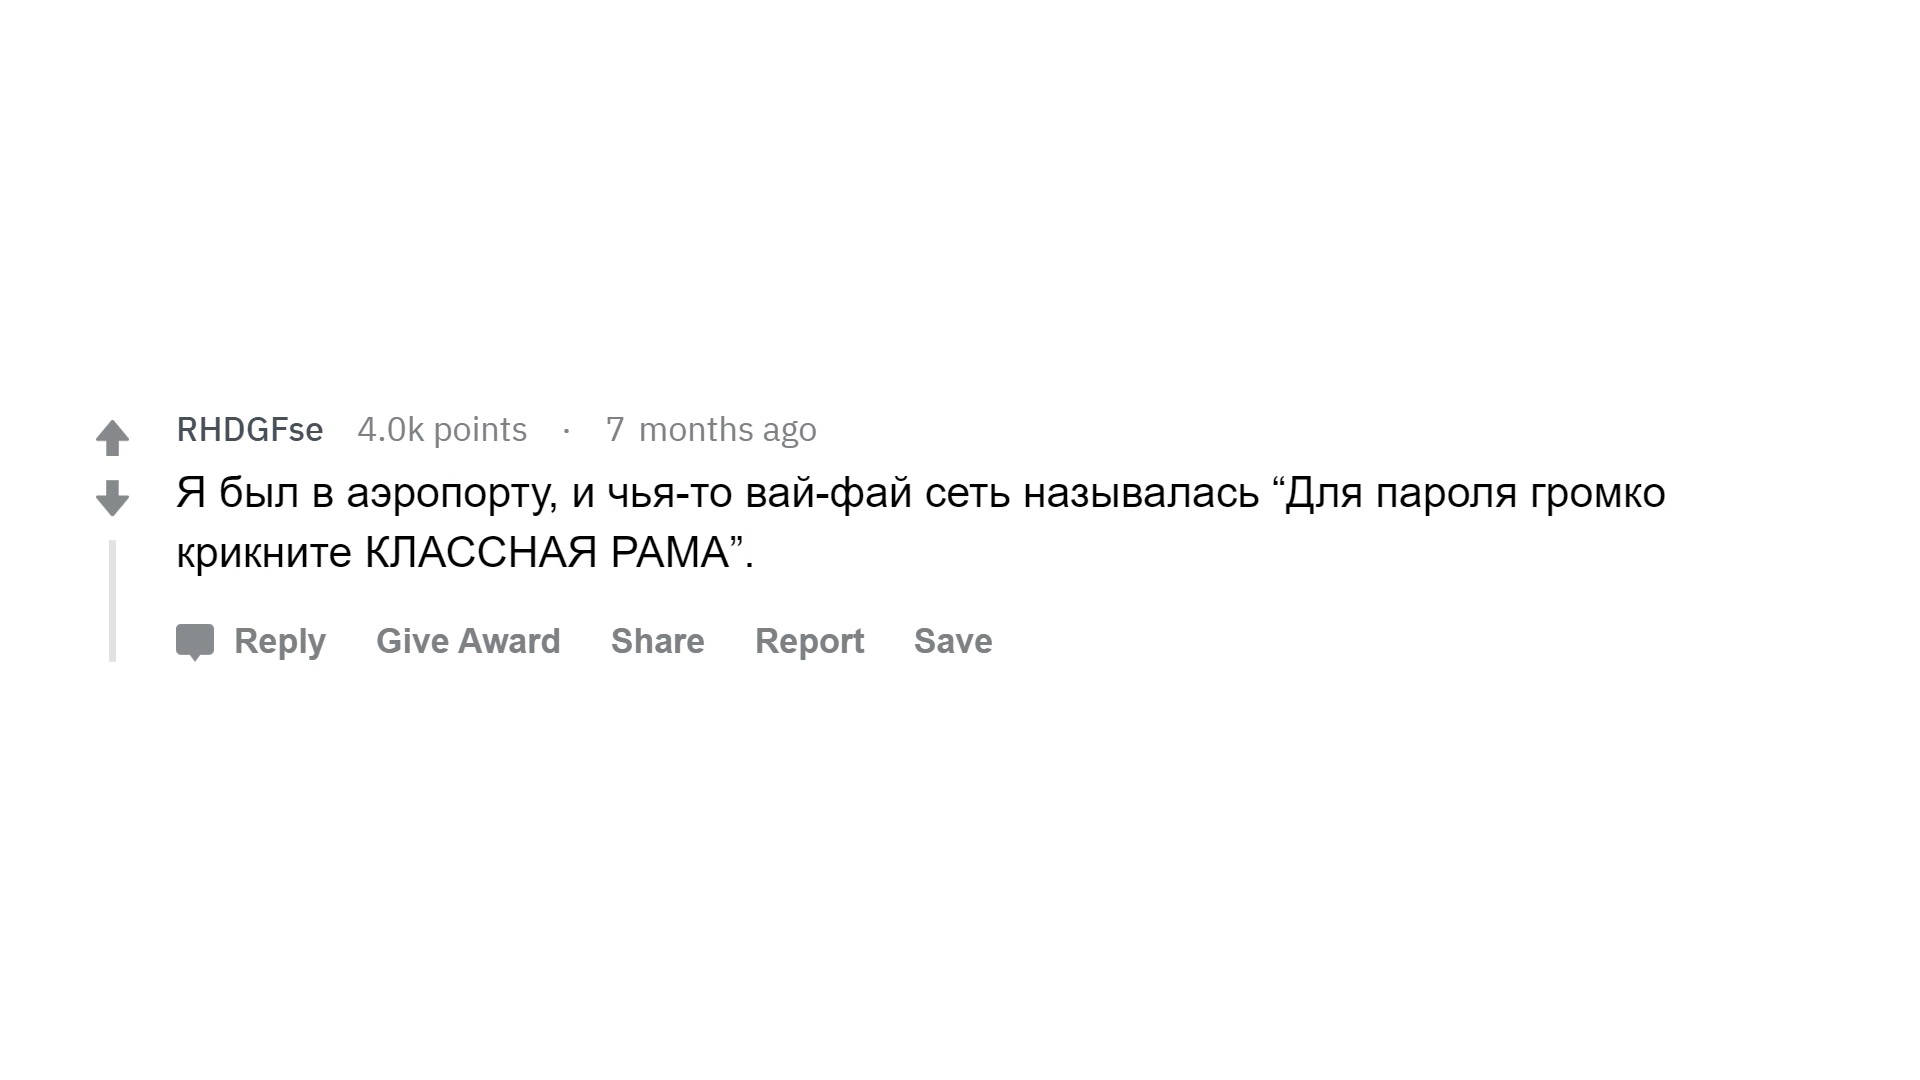 RHDGFse 4.0k points · 7 months ago
Я был в аэропорту, и чья-то вай-фай сеть называлась “Для пароля громко
крикните КЛАССНАЯ РАМА”.
Reply Give Award Share Report Save